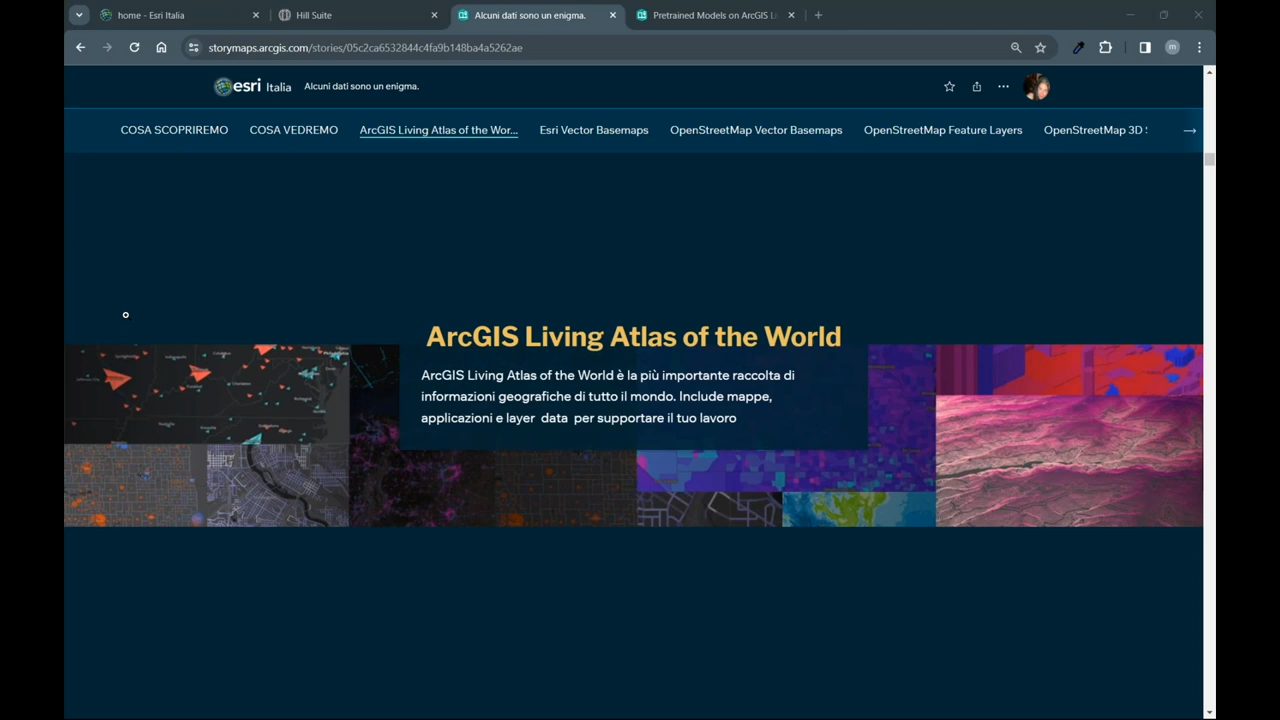 home - Esri Italia
Hill Suite
Alcuni dati sono un enigma.
Pretrained Models on ArcGIS Li
storymaps.arcgis.com/stories/05c2ca6532844c4fa9b148ba4a5262ae
m
esri Italia
Alcuni dati sono un enigma.
COSA SCOPRIREMO
COSA VEDREMO
ArcGIS Living Atlas of the Wor...
Esri Vector Basemaps
OpenStreetMap Vector Basemaps
OpenStreetMap Feature Layers
OpenStreetMap 3D
ArcGIS Living Atlas of the World
ArcGIS Living Atlas of the World è la più importante raccolta di
informazioni geografiche di tutto il mondo. Include mappe,
applicazioni e layer data per supportare il tuo lavoro